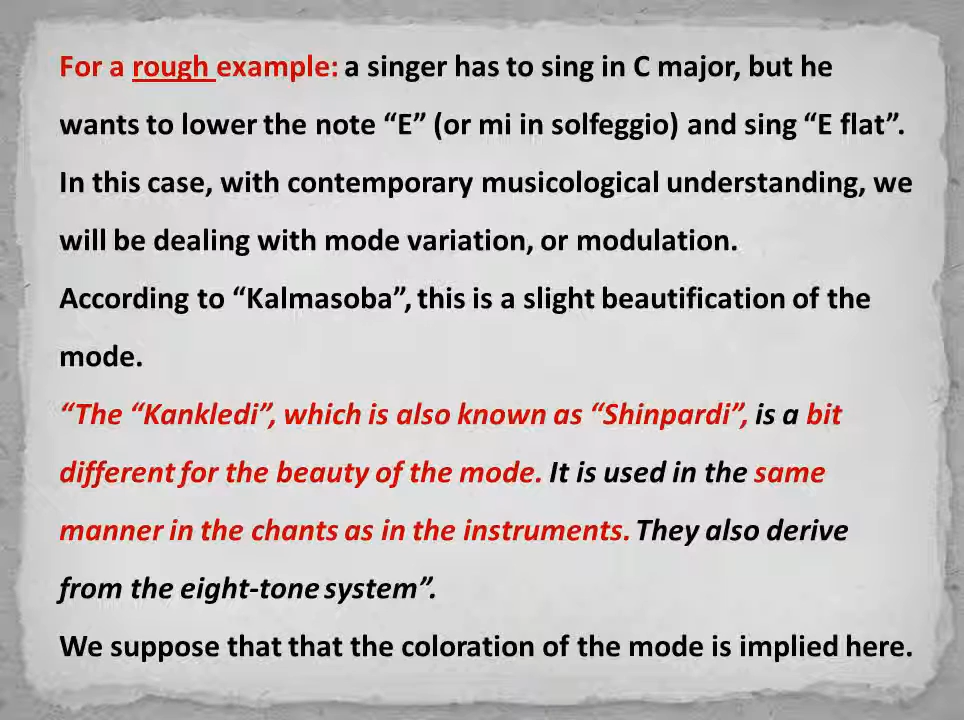 For a rough example: a singer has to sing in C major, but he
wants to lower the note “E” (or mi in solfeggio) and sing “E flat”.
In this case, with contemporary musicological understanding, we
will be dealing with mode variation, or modulation.
According to “Kalmasoba”, this is a slight beautification of the
mode.
“The “Kankledi”, which is also known as “Shinpardi”, is a bit
different for the beauty of the mode. It is used in the same
manner in the chants as in the instruments. They also derive
from the eight-tone system”.
We suppose that that the coloration of the mode is implied here.